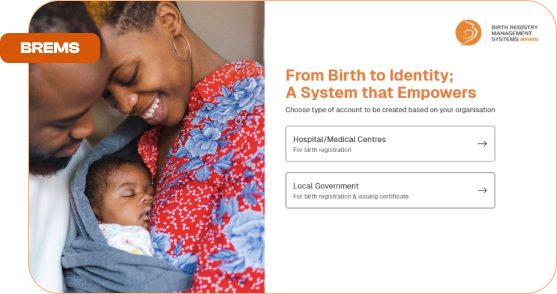 BREMS
BIRTH REGISTRY
MANAGEMENT
SYSTEMS (BREMS)
From Birth to Identity;
A System that Empowers
Choose type of account to be created based on your organisation
Hospital/Medical Centres
For birth registration
Local Government
For birth registration & issuing certificate